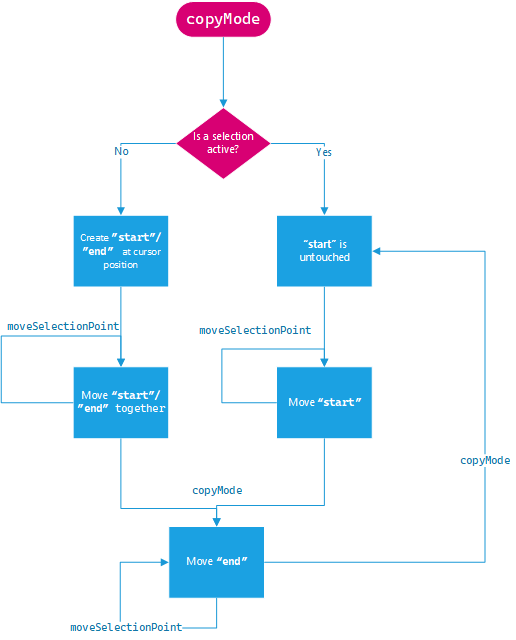 copyMode
Is a selection
active?
No
Yes
Create ”start”/
”end” at cursor
position
“start” is
untouched
moveSelectionPoint
moveSelectionPoint
Move “start”/
”end” together
Move “start”
copyMode
copyMode
Move “end”
moveSelectionPoint